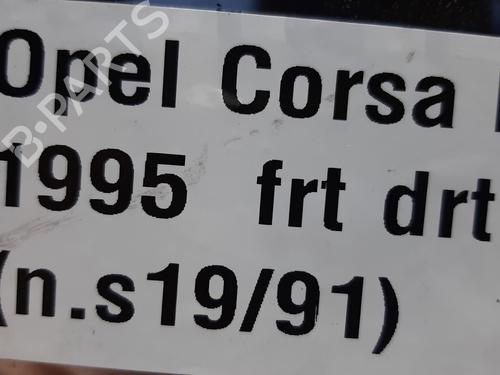 Opel Corsa
1995 frt drt
(n.s19/91)
B-PARTS